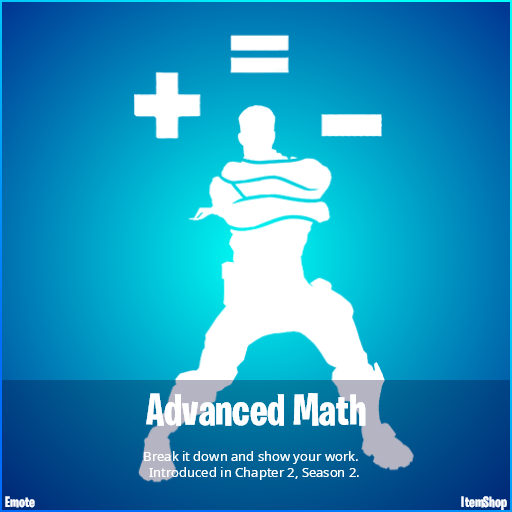 Advanced Math
Break it down and show your work.
Introduced in Chapter 2, Season 2.
Emote
ItemShop